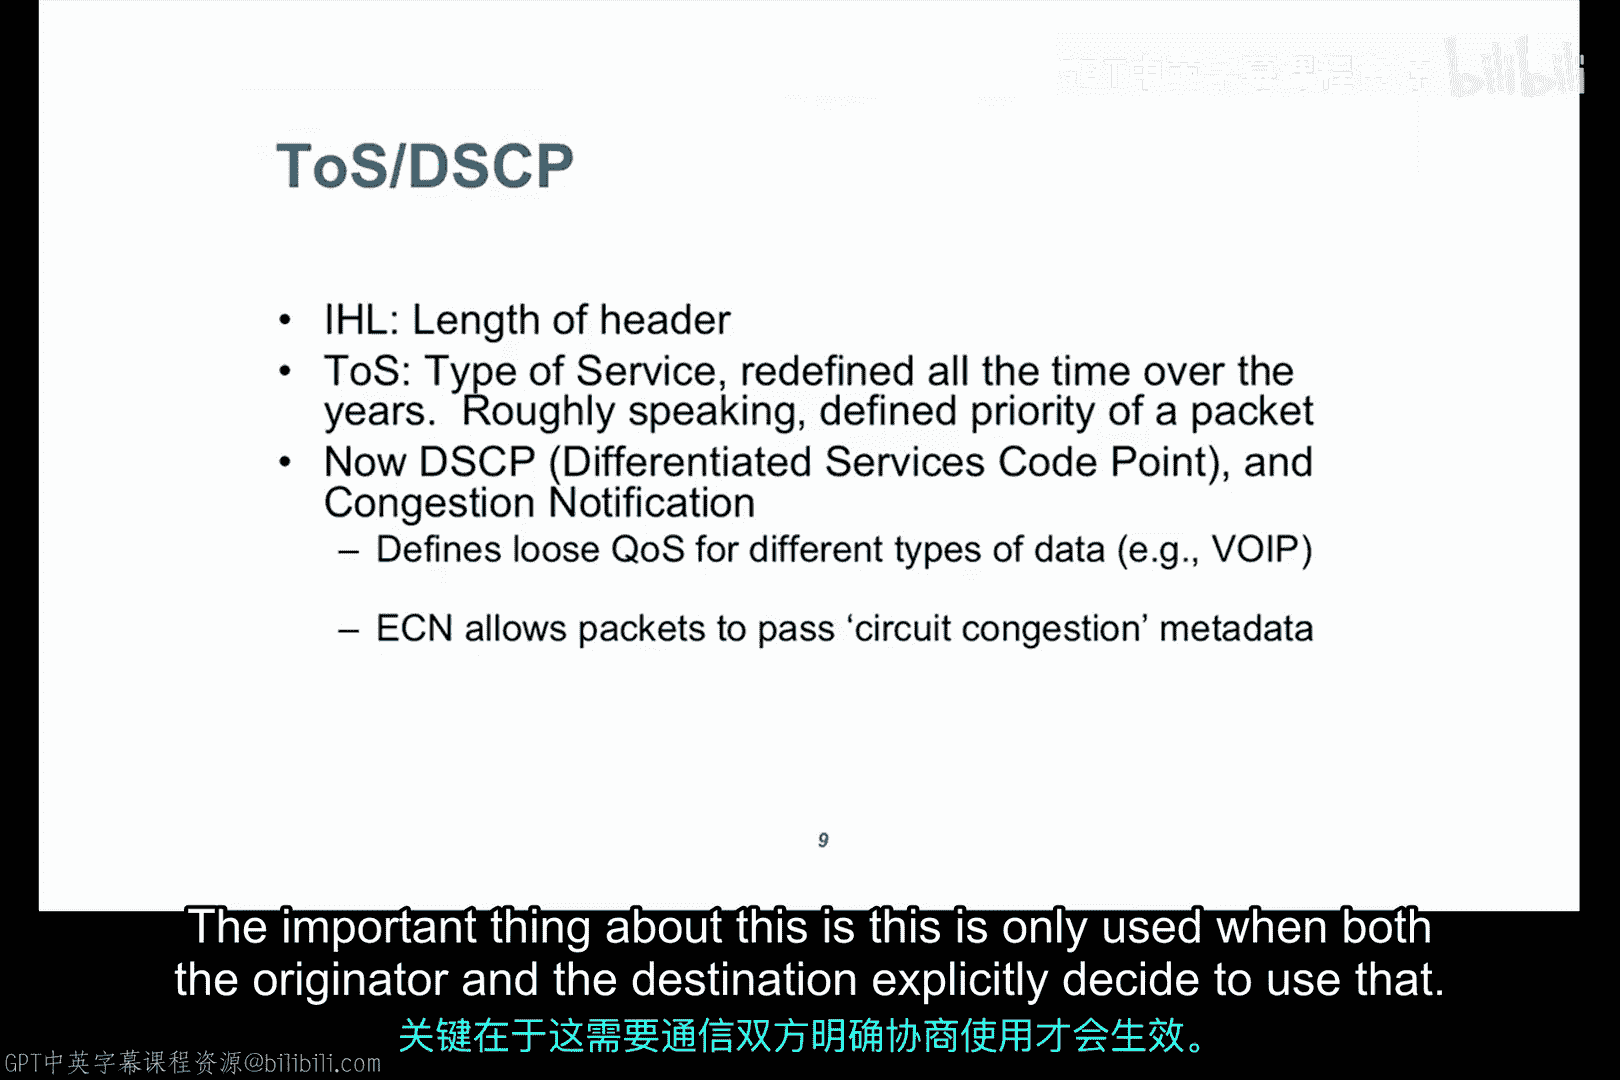 bilibili
ToS/DSCP
• IHL: Length of header
• ToS: Type of Service, redefined all the time over the
years. Roughly speaking, defined priority of a packet
• Now DSCP (Differentiated Services Code Point), and
Congestion Notification
– Defines loose QoS for different types of data (e.g., VOIP)
– ECN allows packets to pass ‘circuit congestion’ metadata
9
The important thing about this is this is only used when both
the originator and the destination explicitly decide to use that.
关键在于这需要通信双方明确协商使用才会生效。
GPT中英字幕课程资源@bilibili.com